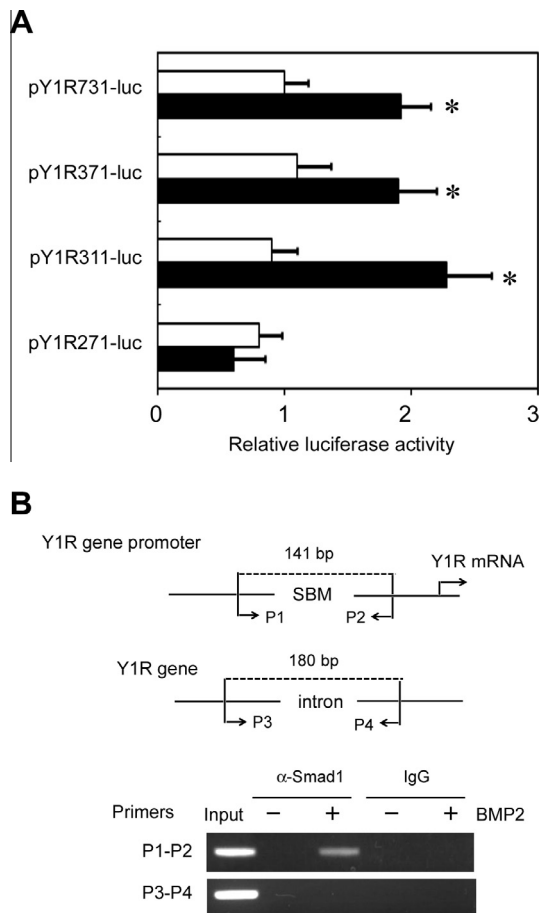 A
pY1R731-luc
*
pY1R371-luc
*
pY1R311-luc
*
pY1R271-luc
0 1 2 3
Relative luciferase activity
B
Y1R gene promoter
141 bp
Y1R mRNA
SBM
P1 P2
Y1R gene
180 bp
intron
P3 P4
α-Smad1 IgG
Primers Input − + − + BMP2
P1-P2
P3-P4